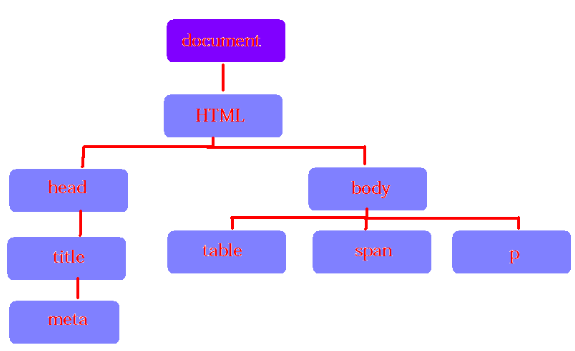 document
HTML
head
body
title
table
span
p
meta